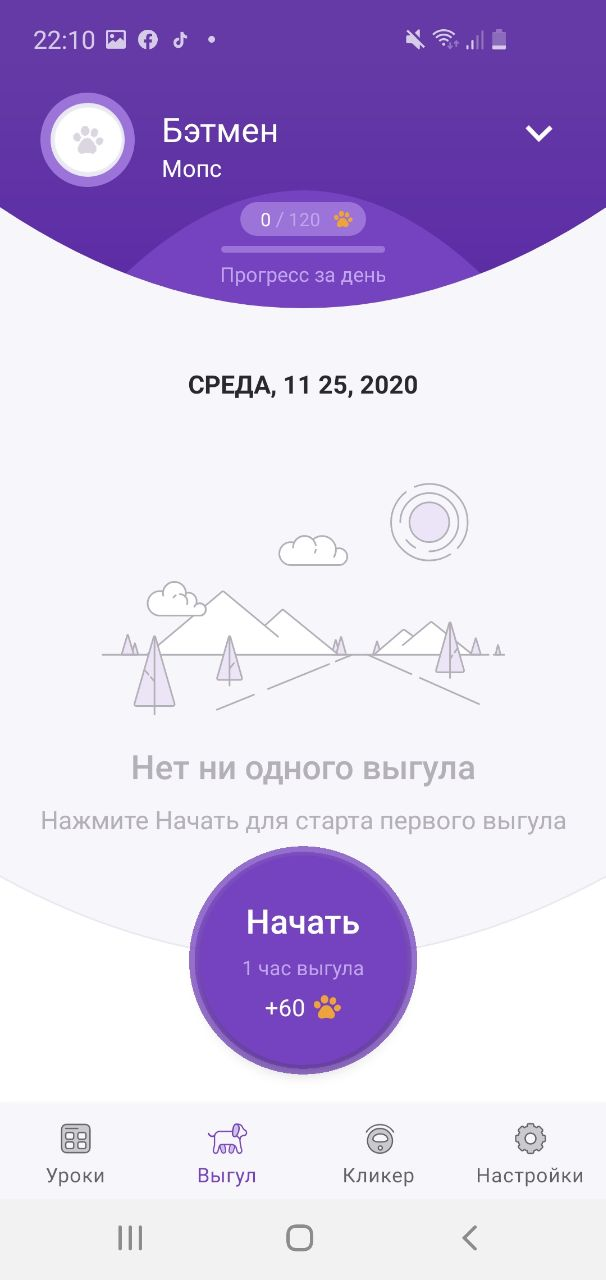 22:10
Бэтмен
Мопс
0 / 120
Прогресс за день
СРЕДА, 11 25, 2020
Нет ни одного выгула
Нажмите Начать для старта первого выгула
Начать
1 час выгула
+60
Уроки Выгул Кликер Настройки